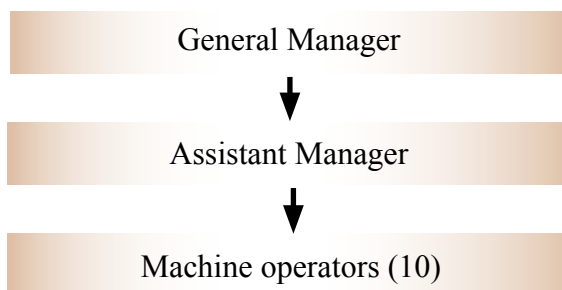 General Manager
Assistant Manager
Machine operators (10)